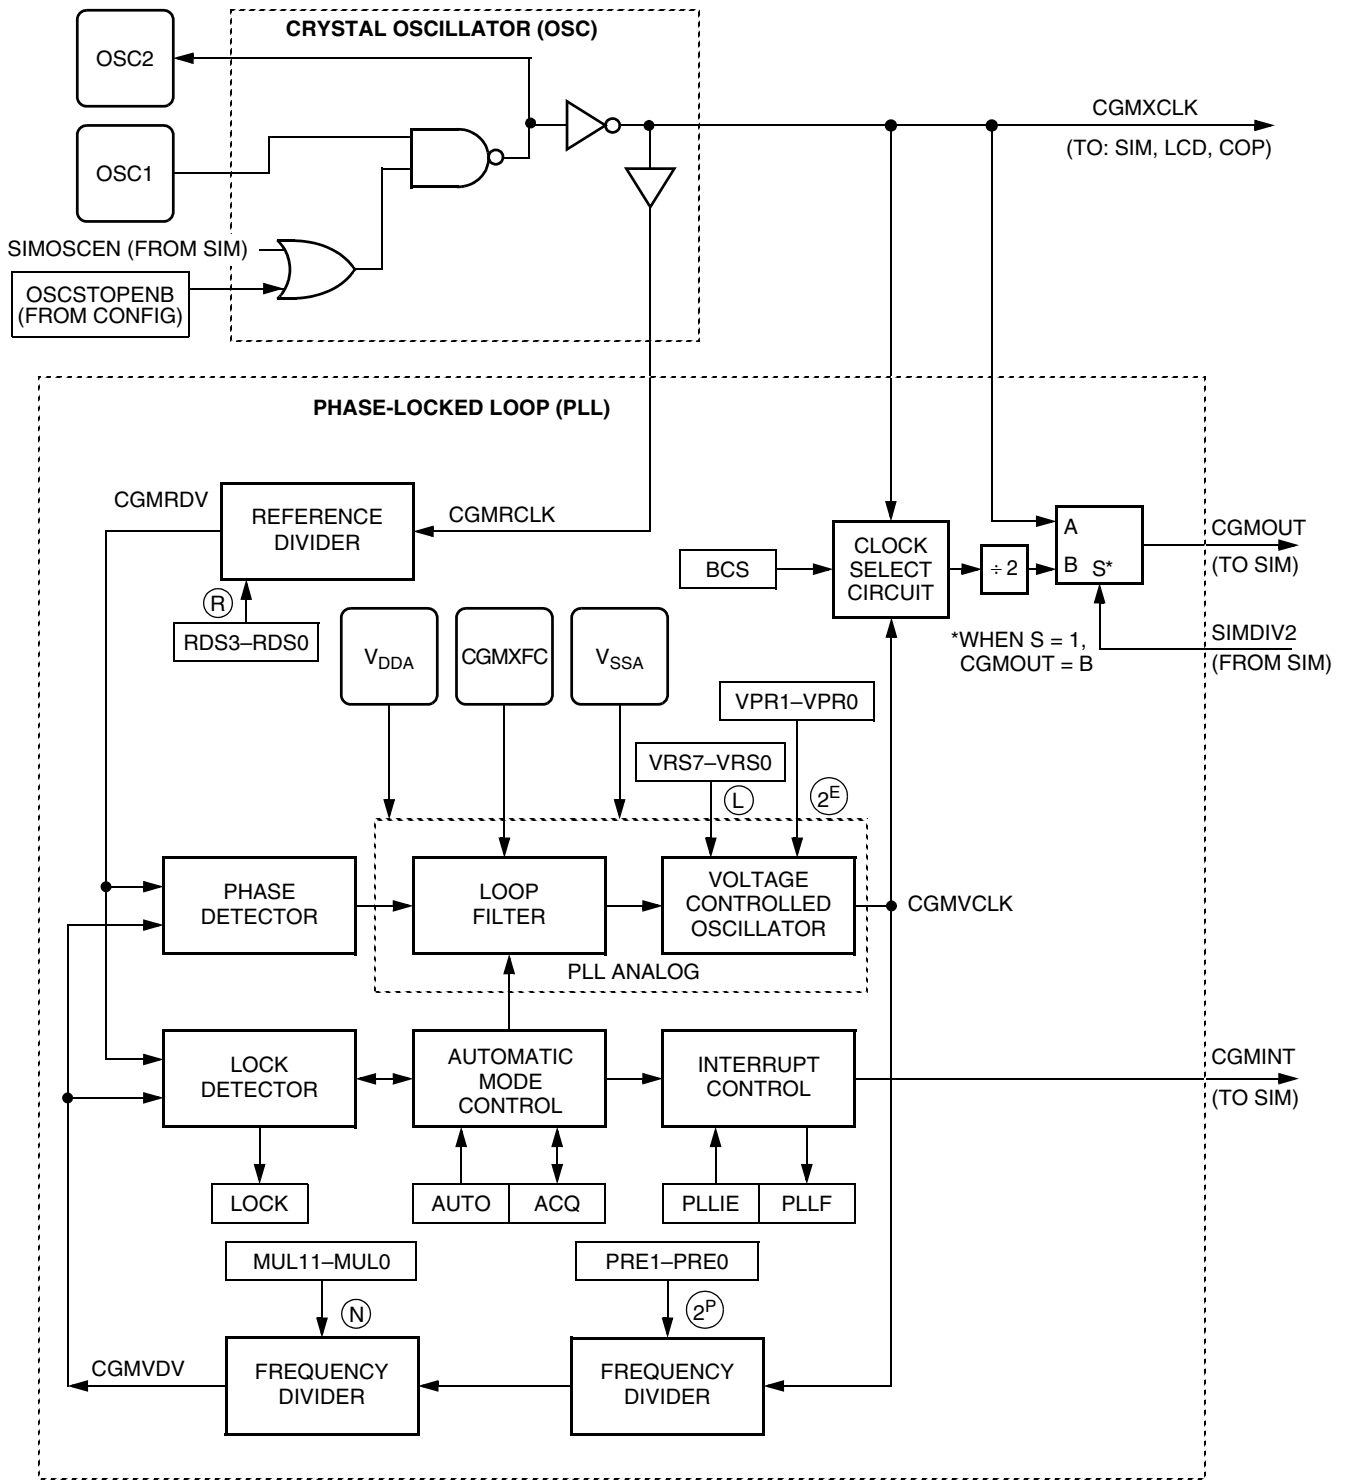 CRYSTAL OSCILLATOR (OSC)
OSC2
OSC1
CGMXCLK
(TO: SIM, LCD, COP)
SIMOSCEN (FROM SIM)
OSCSTOPENB
(FROM CONFIG)
PHASE-LOCKED LOOP (PLL)
CGMRDV
REFERENCE
DIVIDER
CGMRCLK
R
RDS3–RDS0
BCS
CLOCK
SELECT
CIRCUIT
÷ 2
A
B
S*
CGMOUT
(TO SIM)
SIMDIV2
(FROM SIM)
*WHEN S = 1,
CGMOUT = B
VDDA
CGMXFC
VSSA
VPR1–VPR0
VRS7–VRS0
L
2E
PHASE
DETECTOR
LOOP
FILTER
VOLTAGE
CONTROLLED
OSCILLATOR
CGMVCLK
PLL ANALOG
LOCK
DETECTOR
AUTOMATIC
MODE
CONTROL
INTERRUPT
CONTROL
CGMINT
(TO SIM)
LOCK
AUTO
ACQ
PLLIE
PLLF
MUL11–MUL0
PRE1–PRE0
N
2P
CGMVDV
FREQUENCY
DIVIDER
FREQUENCY
DIVIDER